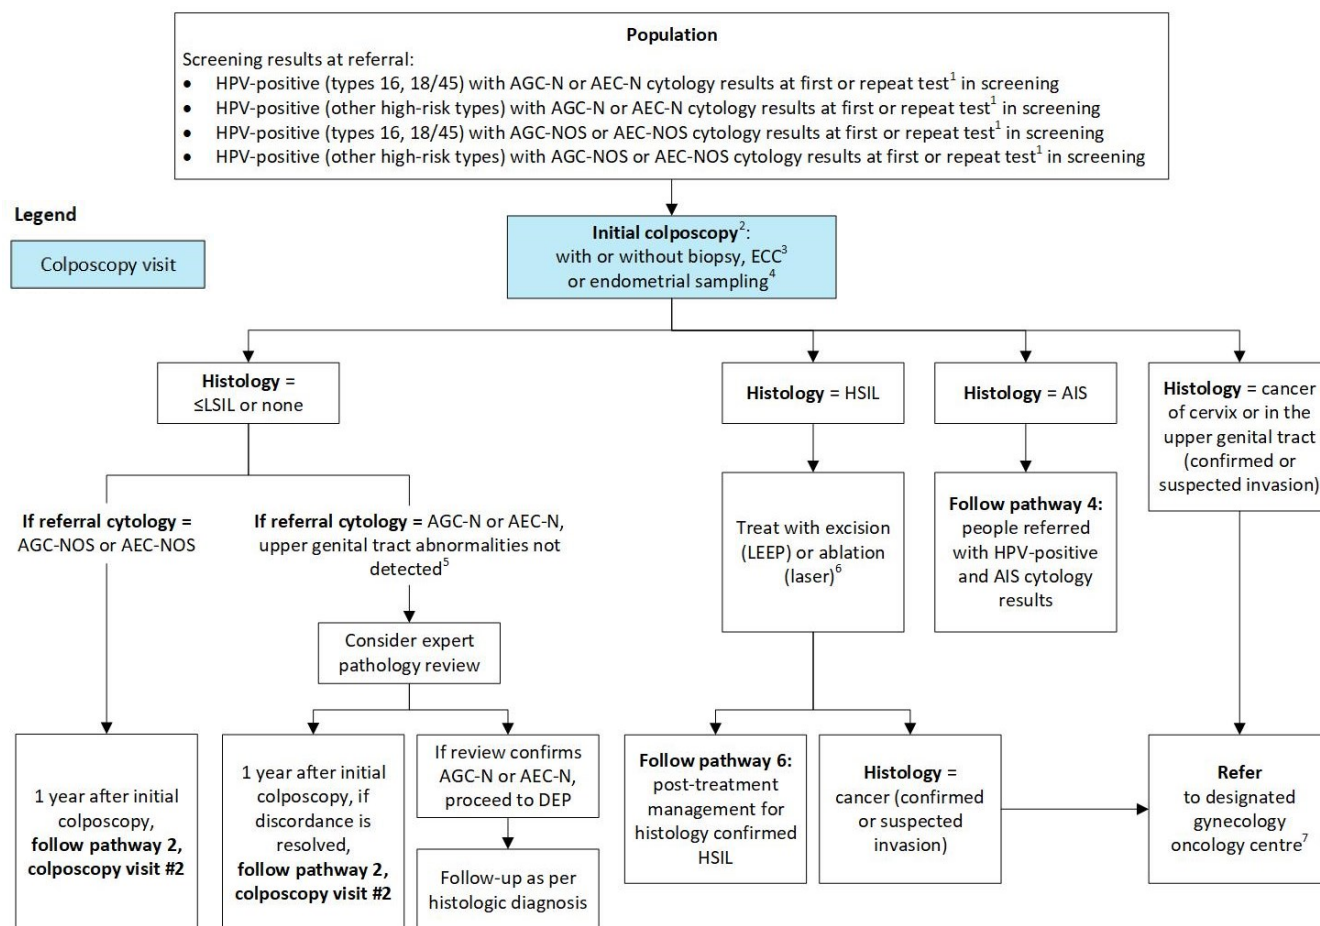 Population
Screening results at referral:
• HPV-positive (types 16, 18/45) with AGC-N or AEC-N cytology results at first or repeat test¹ in screening
• HPV-positive (other high-risk types) with AGC-N or AEC-N cytology results at first or repeat test¹ in screening
• HPV-positive (types 16, 18/45) with AGC-NOS or AEC-NOS cytology results at first or repeat test¹ in screening
• HPV-positive (other high-risk types) with AGC-NOS or AEC-NOS cytology results at first or repeat test¹ in screening
Legend
Colposcopy visit
Initial colposcopy²:
with or without biopsy, ECC³
or endometrial sampling⁴
Histology =
≤LSIL or none
Histology = HSIL
Histology = AIS
Histology = cancer
of cervix or in the
upper genital tract
(confirmed or
suspected invasion)
If referral cytology =
AGC-NOS or AEC-NOS
If referral cytology = AGC-N or AEC-N,
upper genital tract abnormalities not
detected⁵
Treat with excision
(LEEP) or ablation
(laser)⁶
Follow pathway 4:
people referred
with HPV-positive
and AIS cytology
results
Consider expert
pathology review
1 year after initial
colposcopy,
follow pathway 2,
colposcopy visit #2
1 year after initial
colposcopy, if
discordance is
resolved,
follow pathway 2,
colposcopy visit #2
If review confirms
AGC-N or AEC-N,
proceed to DEP
Follow-up as per
histologic diagnosis
Follow pathway 6:
post-treatment
management for
histology confirmed
HSIL
Histology =
cancer (confirmed
or suspected
invasion)
Refer
to designated
gynecology
oncology centre⁷